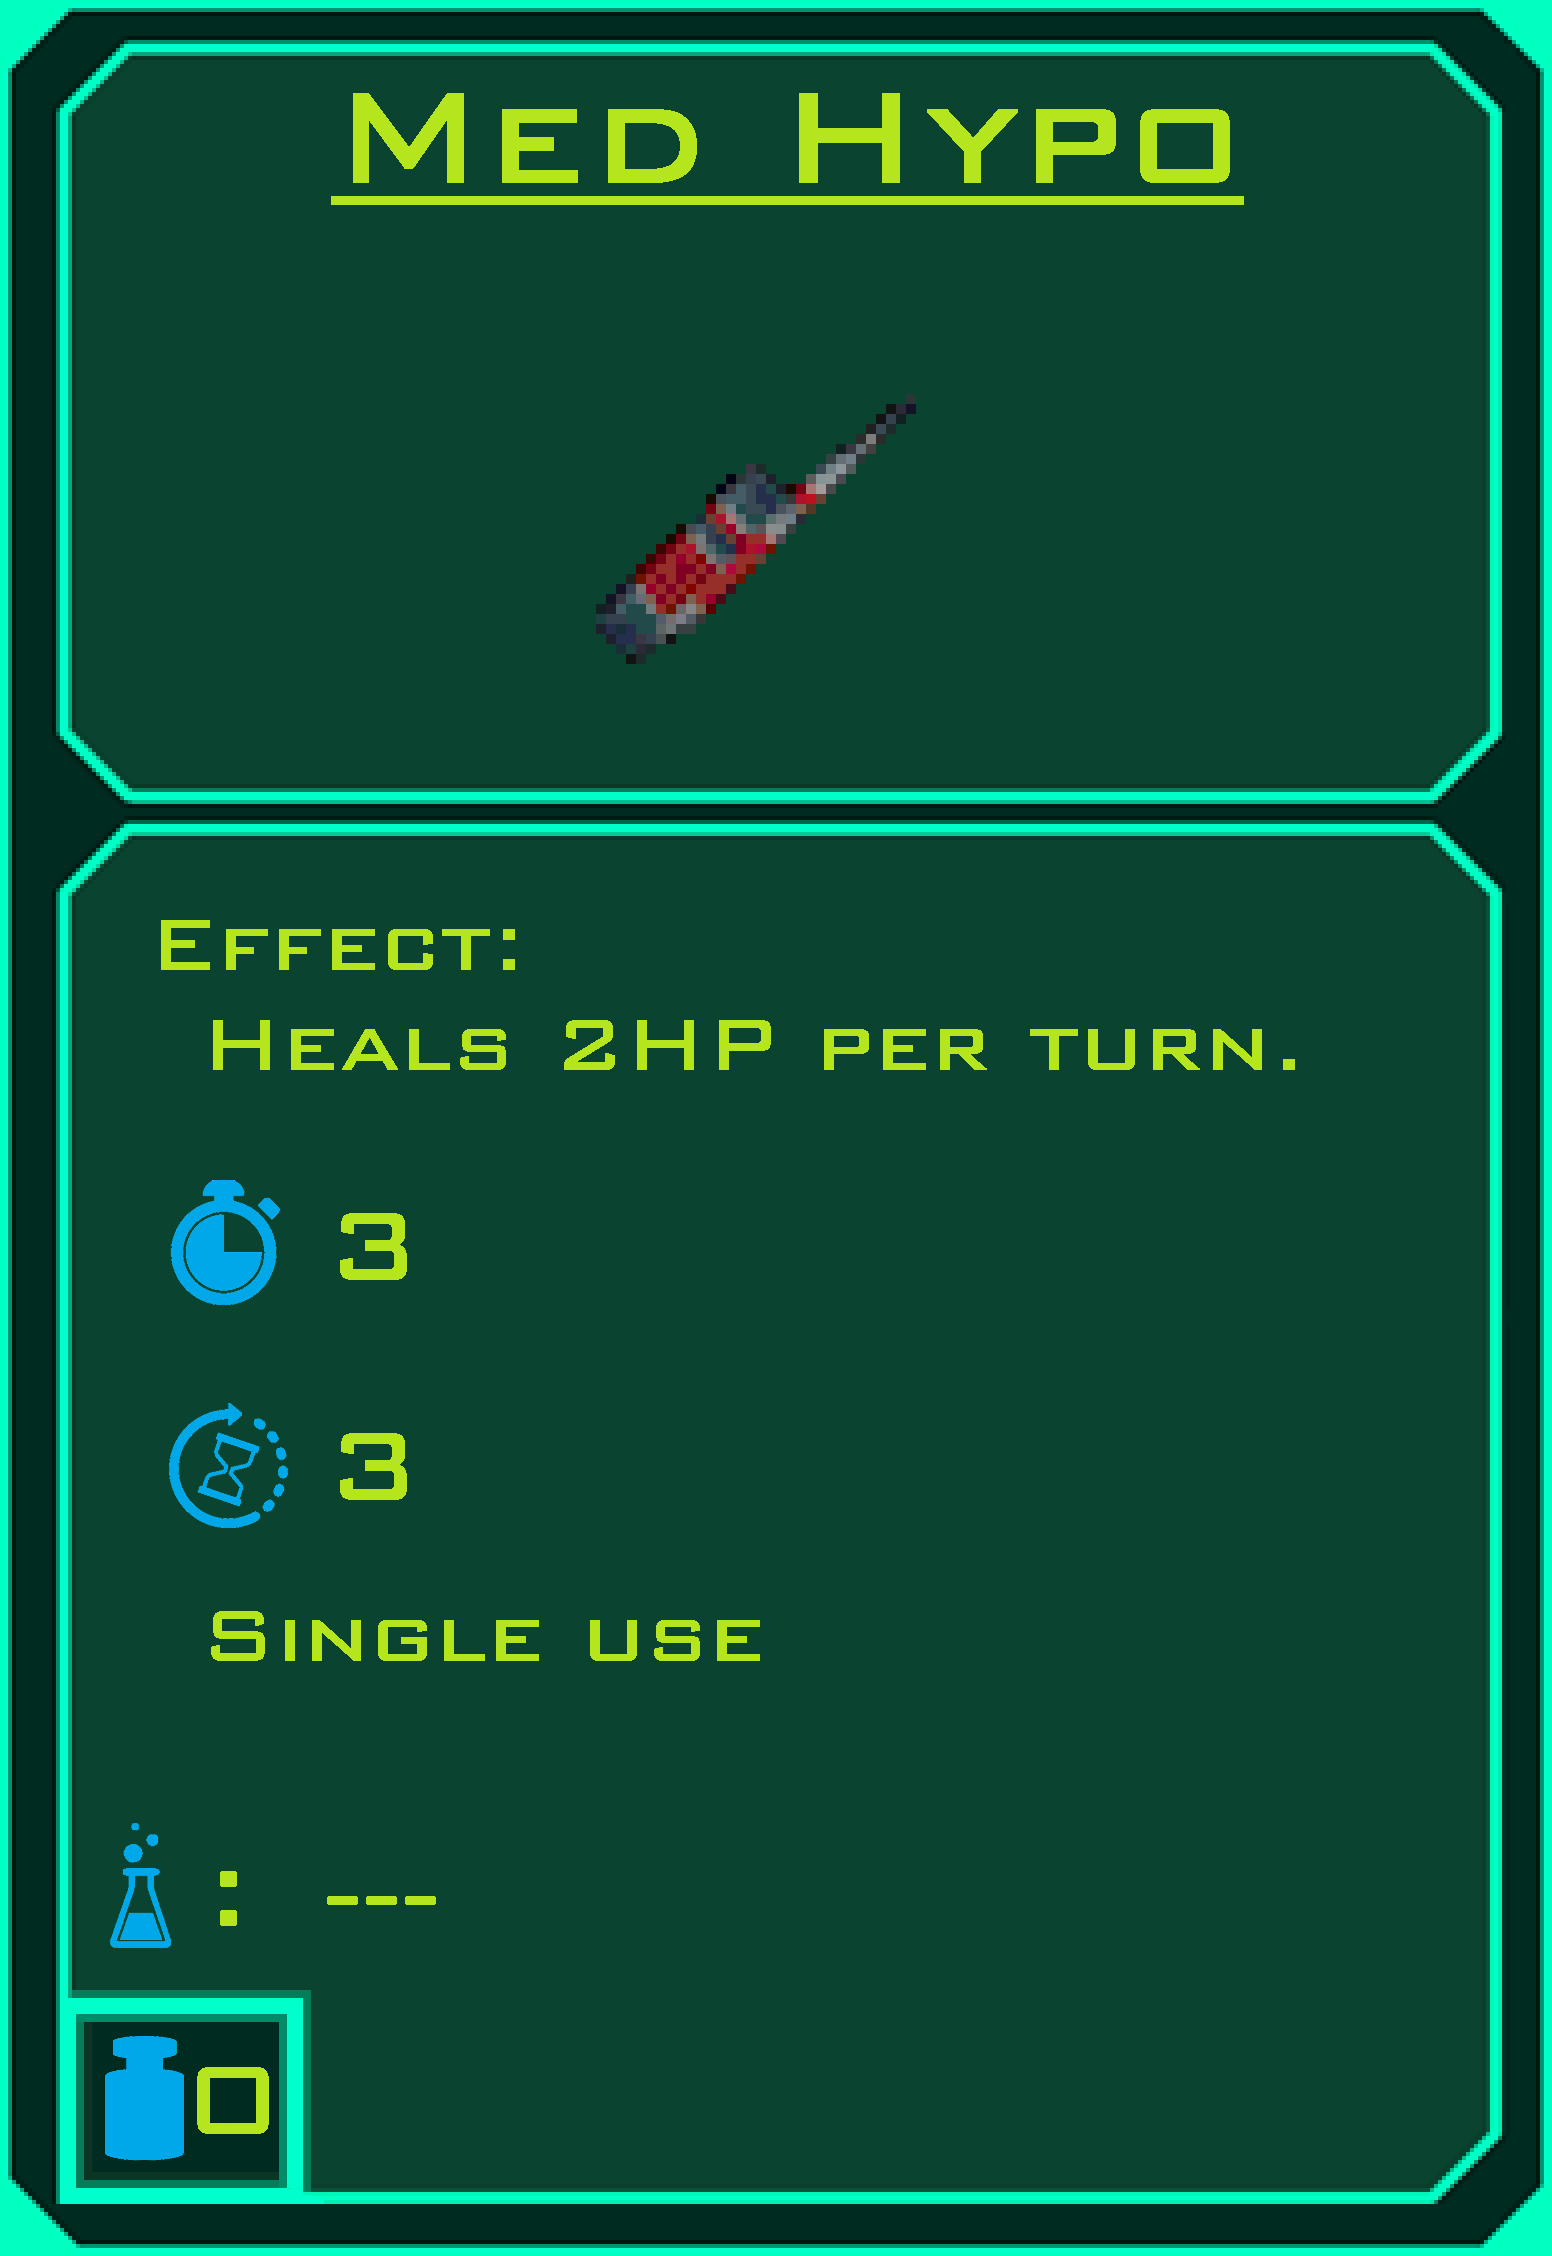 Med Hypo
Effect:
Heals 2HP per turn.
3
3
Single use
: ---
0